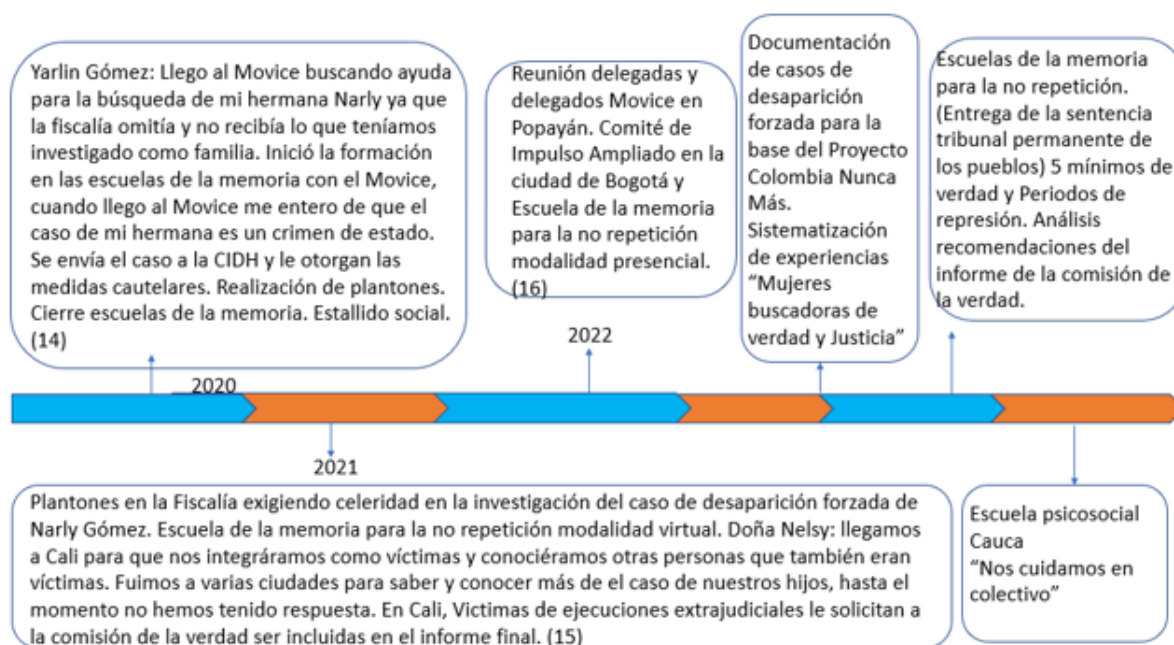 Yarlin Gómez: Llego al Movice buscando ayuda
para la búsqueda de mi hermana Narly ya que
la fiscalía omitía y no recibía lo que teníamos
investigado como familia. Inició la formación
en las escuelas de la memoria con el Movice,
cuando llego al Movice me entero de que el
caso de mi hermana es un crimen de estado.
Se envía el caso a la CIDH y le otorgan las
medidas cautelares. Realización de plantones.
Cierre escuelas de la memoria. Estallido social.
(14)
Reunión delegadas y
delegados Movice en
Popayán. Comité de
Impulso Ampliado en la
ciudad de Bogotá y
Escuela de la memoria
para la no repetición
modalidad presencial.
(16)
Documentación
de casos de
desaparición
forzada para la
base del Proyecto
Colombia Nunca
Más.
Sistematización
de experiencias
“Mujeres
buscadoras de
verdad y Justicia”
Escuelas de la memoria
para la no repetición.
(Entrega de la sentencia
tribunal permanente de
los pueblos) 5 mínimos de
verdad y Periodos de
represión. Análisis
recomendaciones del
informe de la comisión de
la verdad.
2020
2022
2021
Plantones en la Fiscalía exigiendo celeridad en la investigación del caso de desaparición forzada de
Narly Gómez. Escuela de la memoria para la no repetición modalidad virtual. Doña Nelsy: llegamos
a Cali para que nos integráramos como víctimas y conociéramos otras personas que también eran
víctimas. Fuimos a varias ciudades para saber y conocer más de el caso de nuestros hijos, hasta el
momento no hemos tenido respuesta. En Cali, Victimas de ejecuciones extrajudiciales le solicitan a
la comisión de la verdad ser incluidas en el informe final. (15)
Escuela psicosocial
Cauca
“Nos cuidamos en
colectivo”